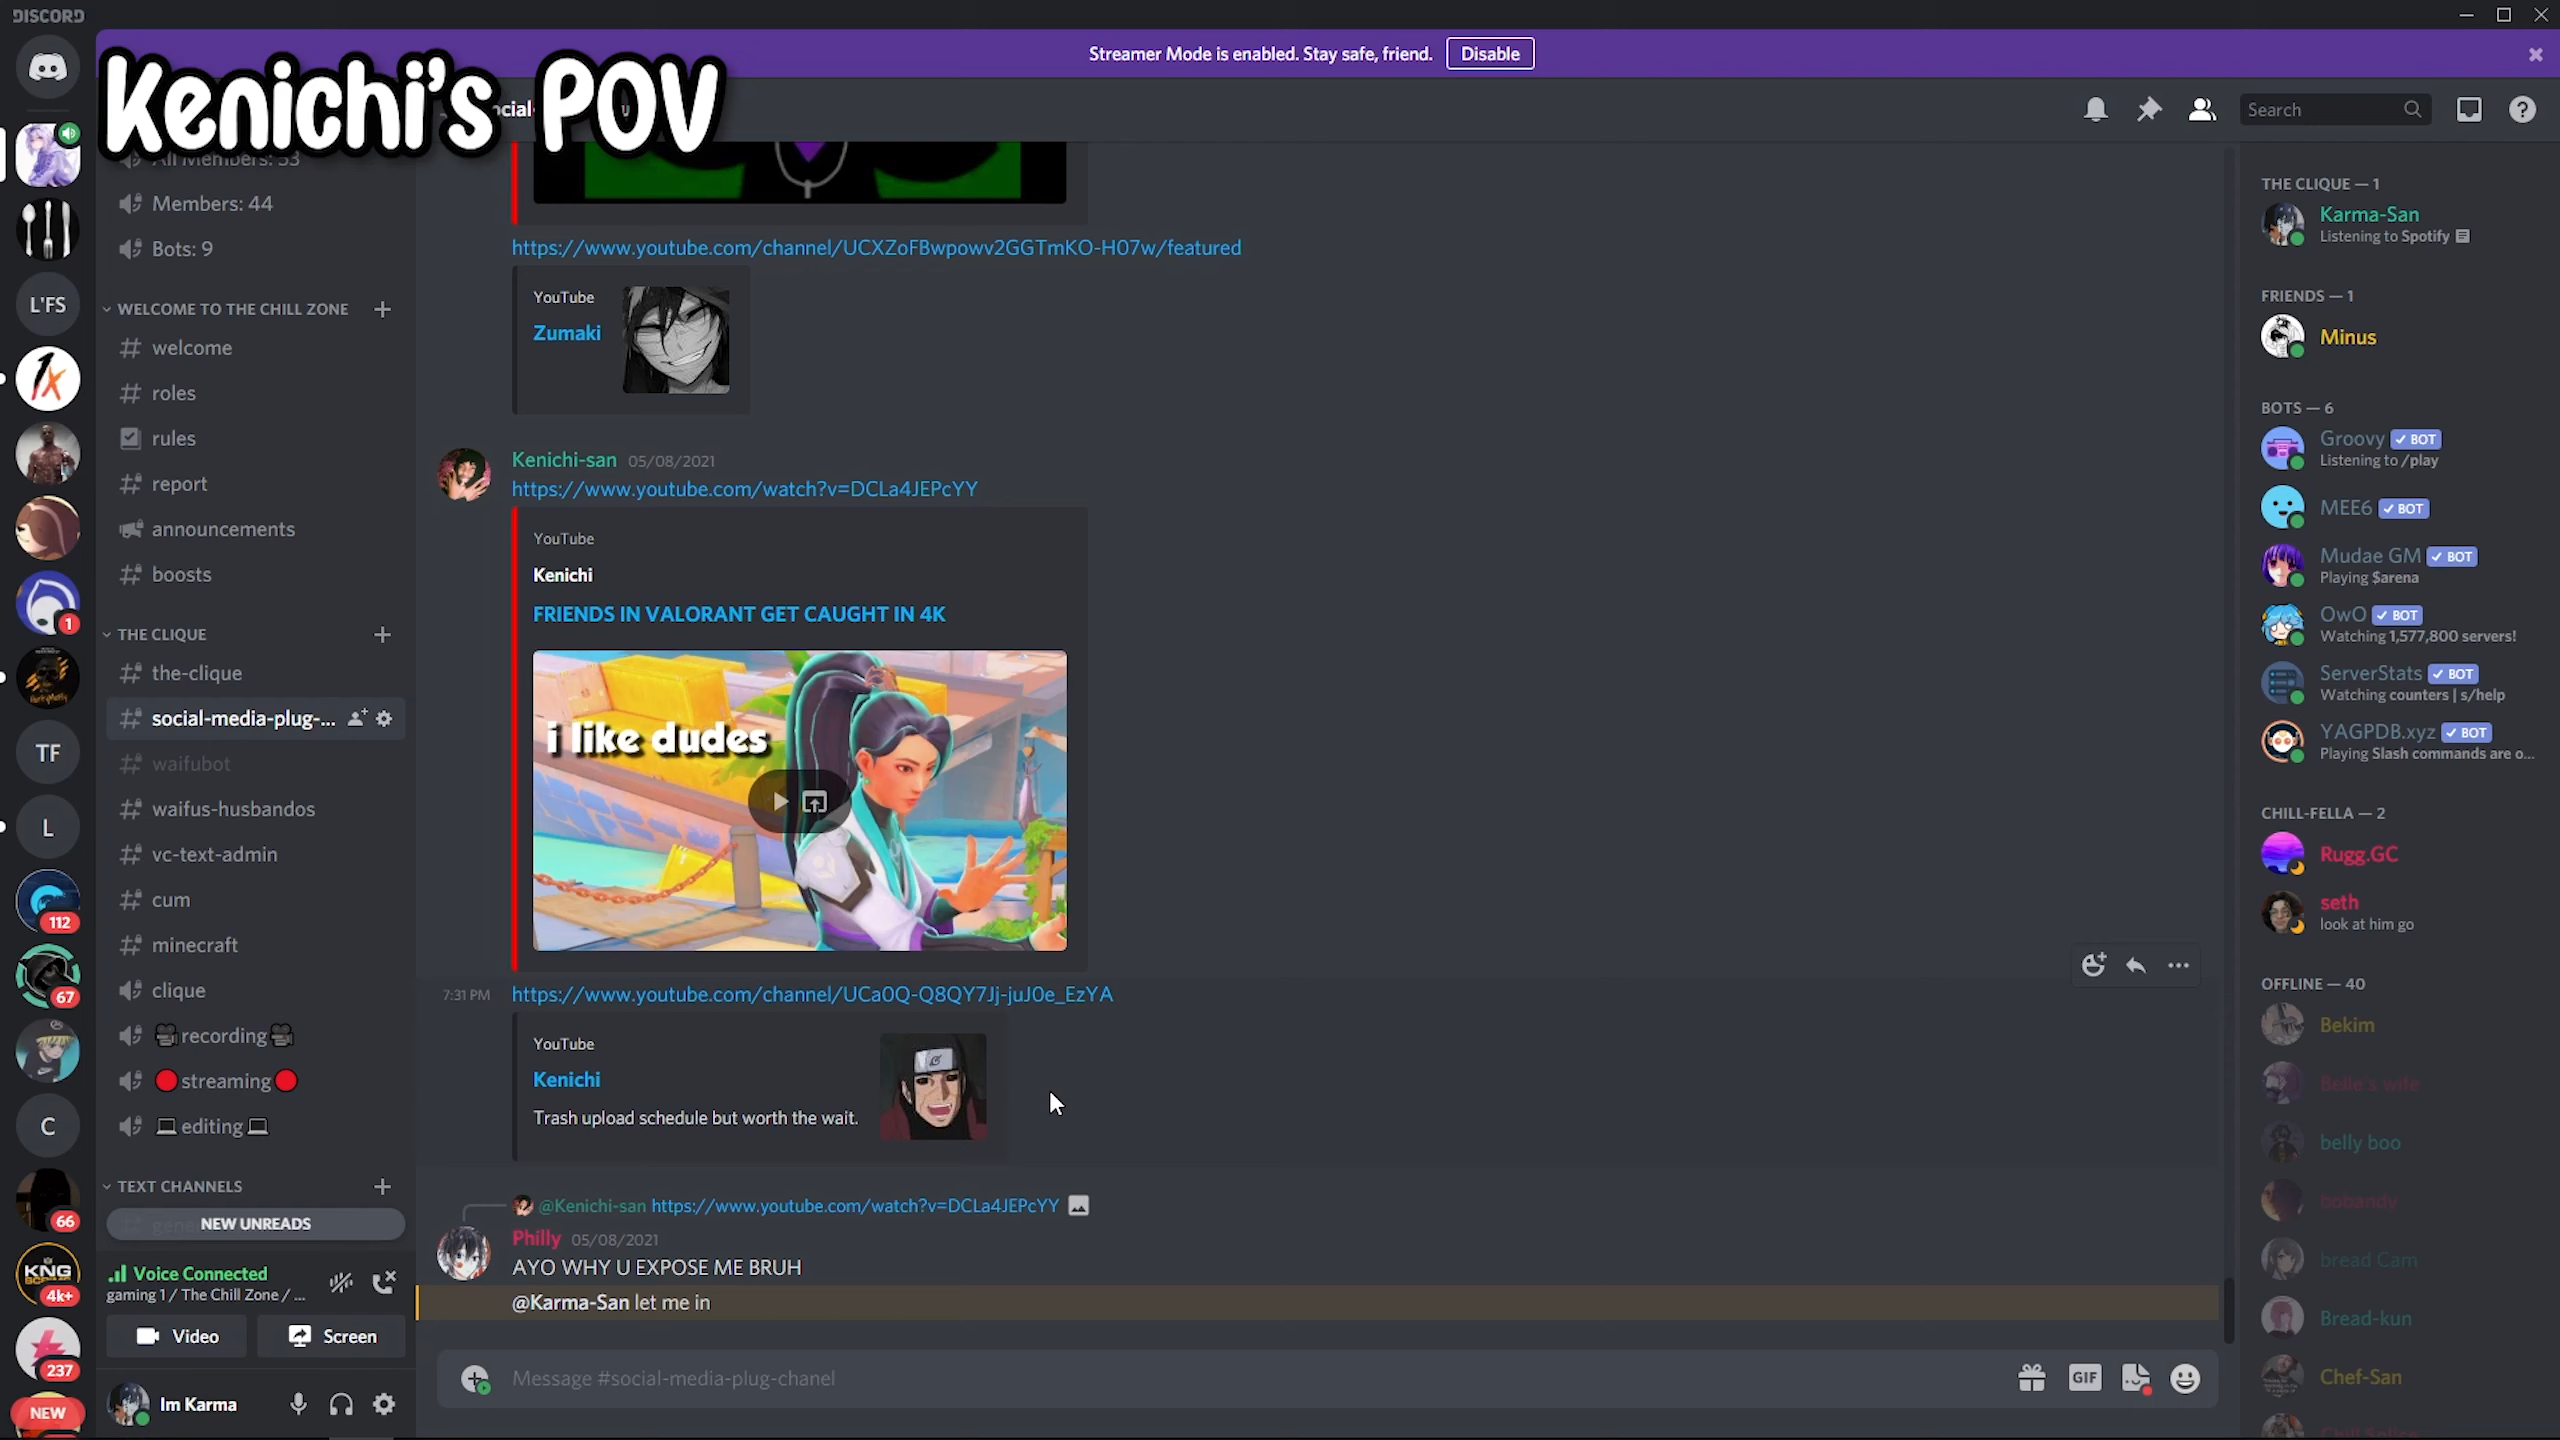 DISCORD
Streamer Mode is enabled. Stay safe, friend.
Disable
Kenichi's POV
Search
L'FS
1x
1
TF
L
112
67
C
66
KNG
4k+
237
NEW
All Members: 53
Members: 44
Bots: 9
WELCOME TO THE CHILL ZONE
welcome
roles
rules
report
announcements
boosts
THE CLIQUE
the-clique
social-media-plug-...
waifubot
waifus-husbandos
vc-text-admin
cum
minecraft
clique
recording
streaming
editing
TEXT CHANNELS
NEW UNREADS
Voice Connected
gaming 1 / The Chill Zone / ...
Video
Screen
Im Karma
https://www.youtube.com/channel/UCXZoFBwpowv2GGTmKO-H07w/featured
YouTube
Zumaki
Kenichi-san 05/08/2021
https://www.youtube.com/watch?v=DCLa4JEPcYY
YouTube
Kenichi
FRIENDS IN VALORANT GET CAUGHT IN 4K
i like dudes
7:31 PM https://www.youtube.com/channel/UCa0Q-Q8QY7Jj-juJ0e_EzYA
YouTube
Kenichi
Trash upload schedule but worth the wait.
@Kenichi-san https://www.youtube.com/watch?v=DCLa4JEPcYY
Philly 05/08/2021
AYO WHY U EXPOSE ME BRUH
@Karma-San let me in
Message #social-media-plug-chanel
GIF
THE CLIQUE — 1
Karma-San
Listening to Spotify
FRIENDS — 1
Minus
BOTS — 6
Groovy BOT
Listening to /play
MEE6 BOT
Mudae GM BOT
Playing $arena
OwO BOT
Watching 1,577,800 servers!
ServerStats BOT
Watching counters | s/help
YAGPDB.xyz BOT
Playing Slash commands are o...
CHILL-FELLA — 2
Rugg.GC
seth
look at him go
OFFLINE — 40
Bekim
Belle's wife
belly boo
bobandy
bread Cam
Bread-kun
Chef-San